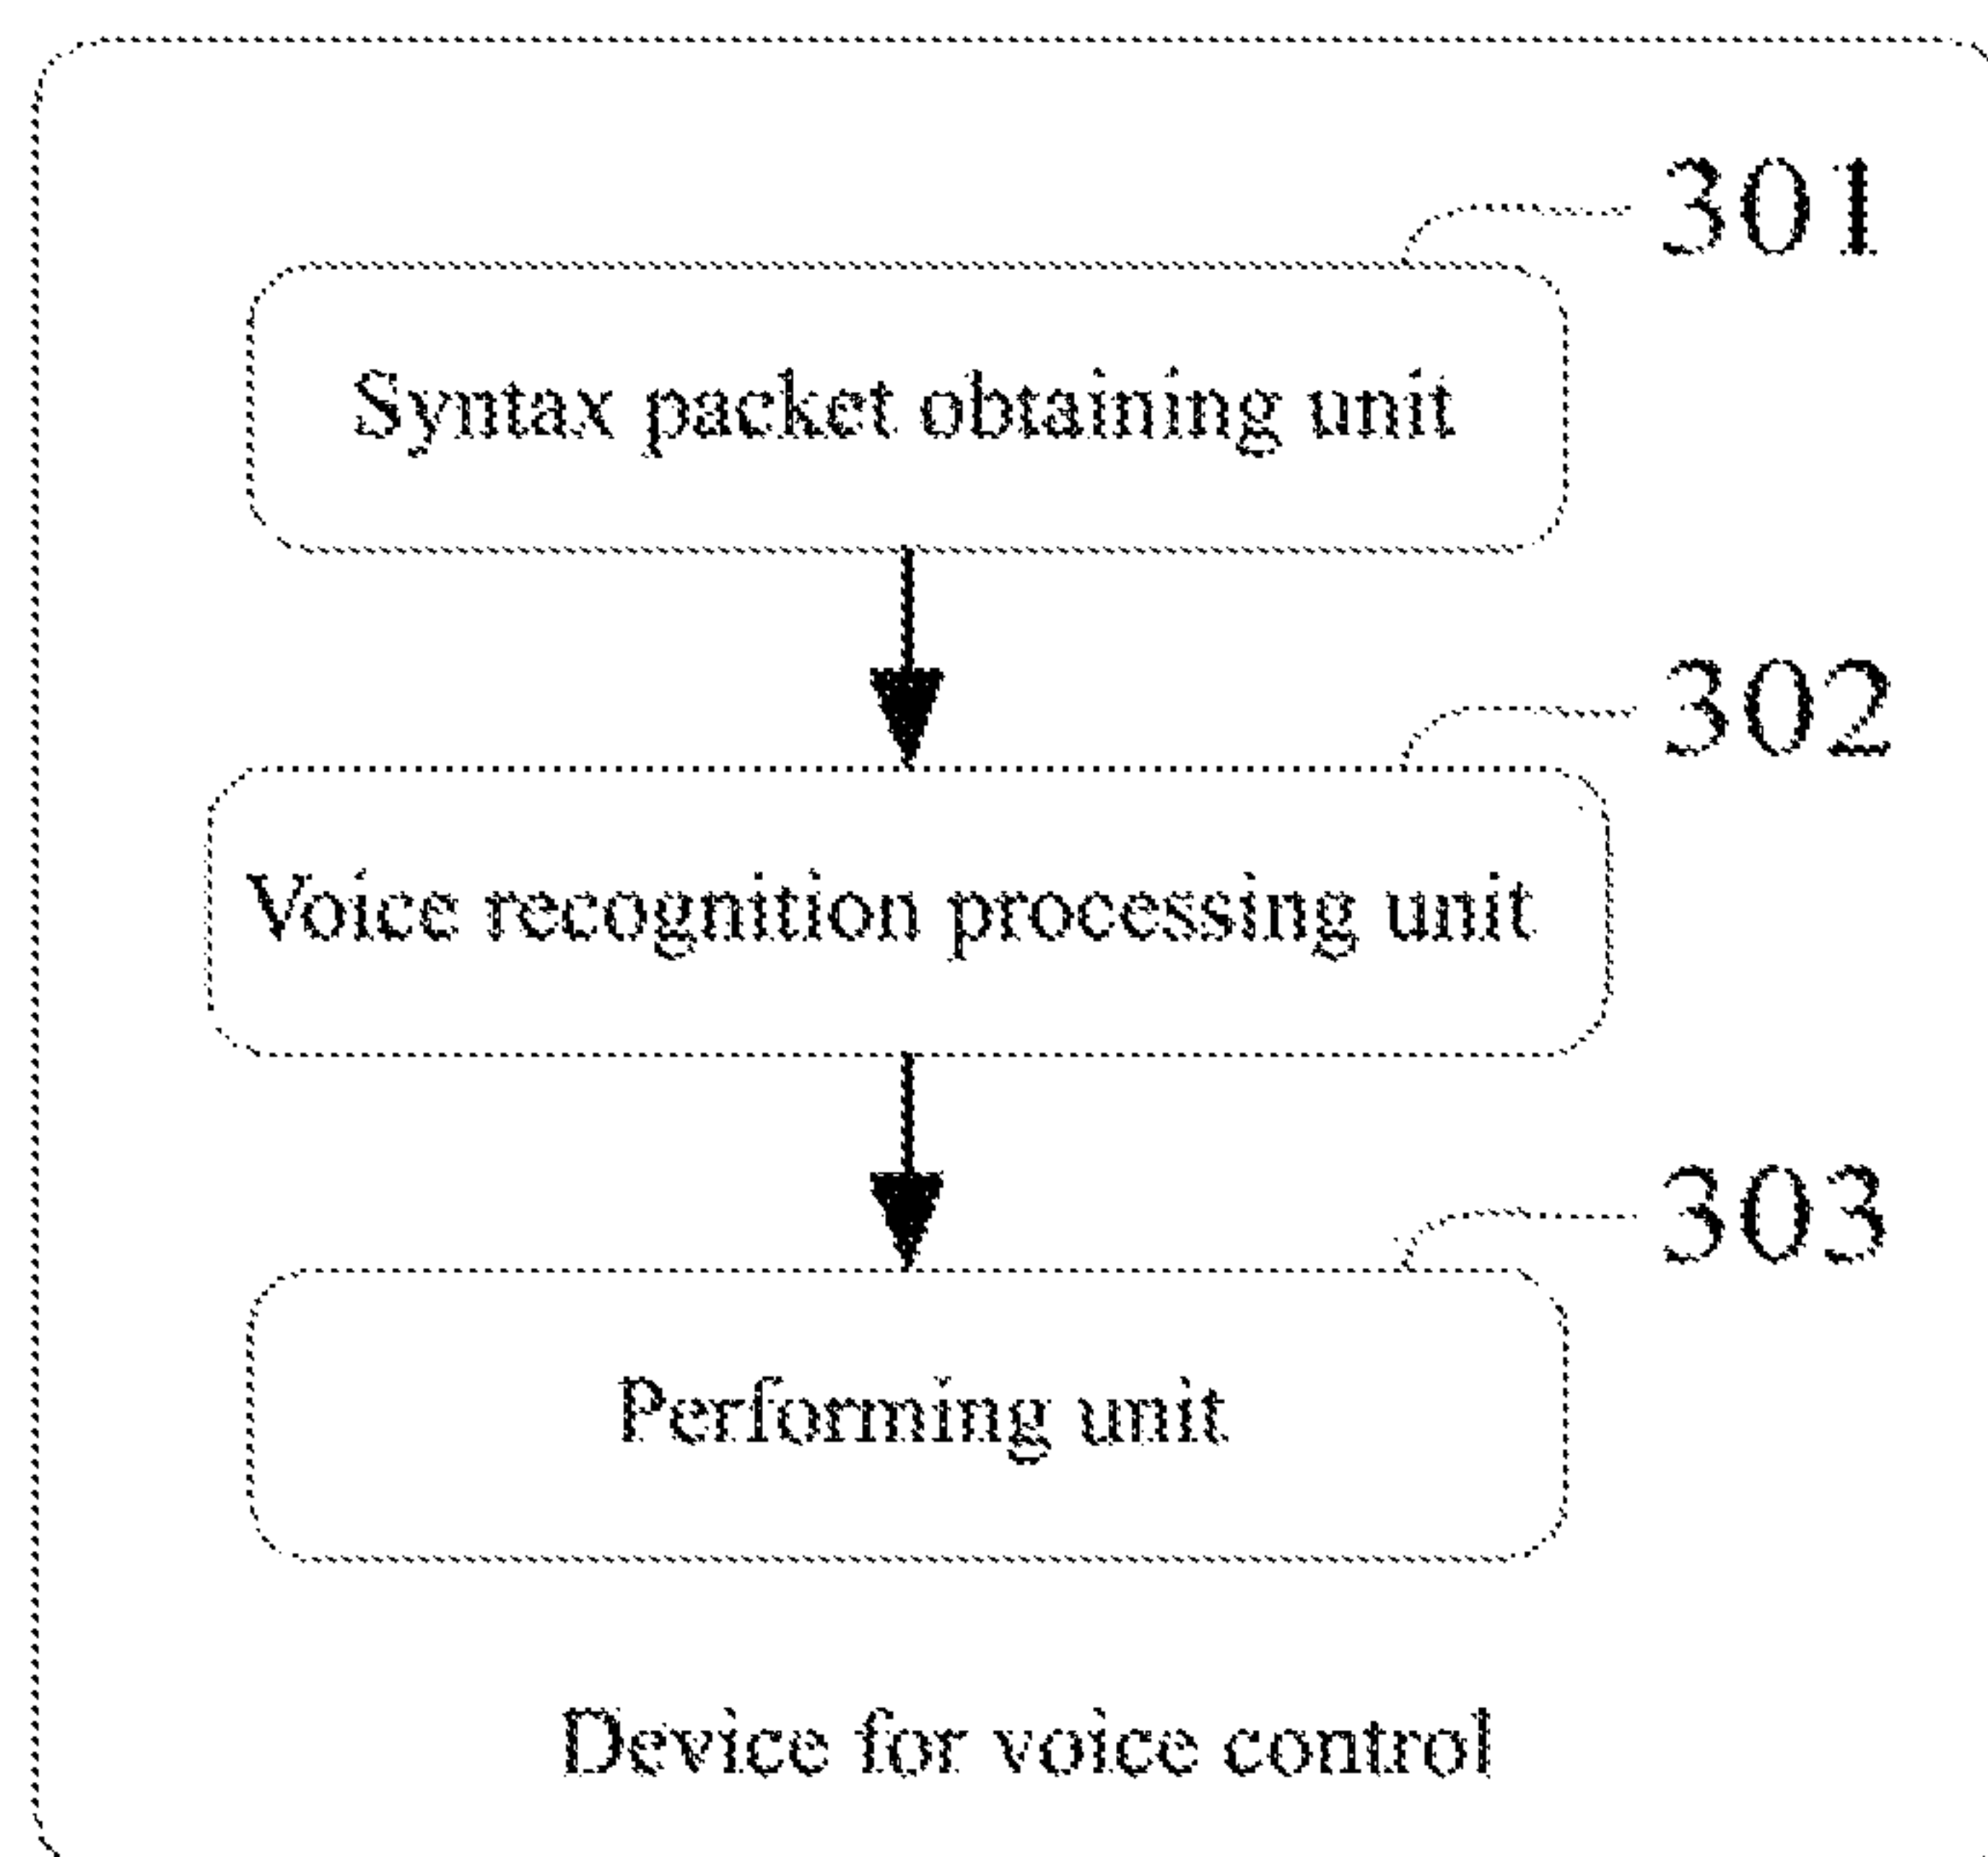 301
Syntax packet obtaining unit
302
Voice recognition processing unit
303
Performing unit
Device for voice control